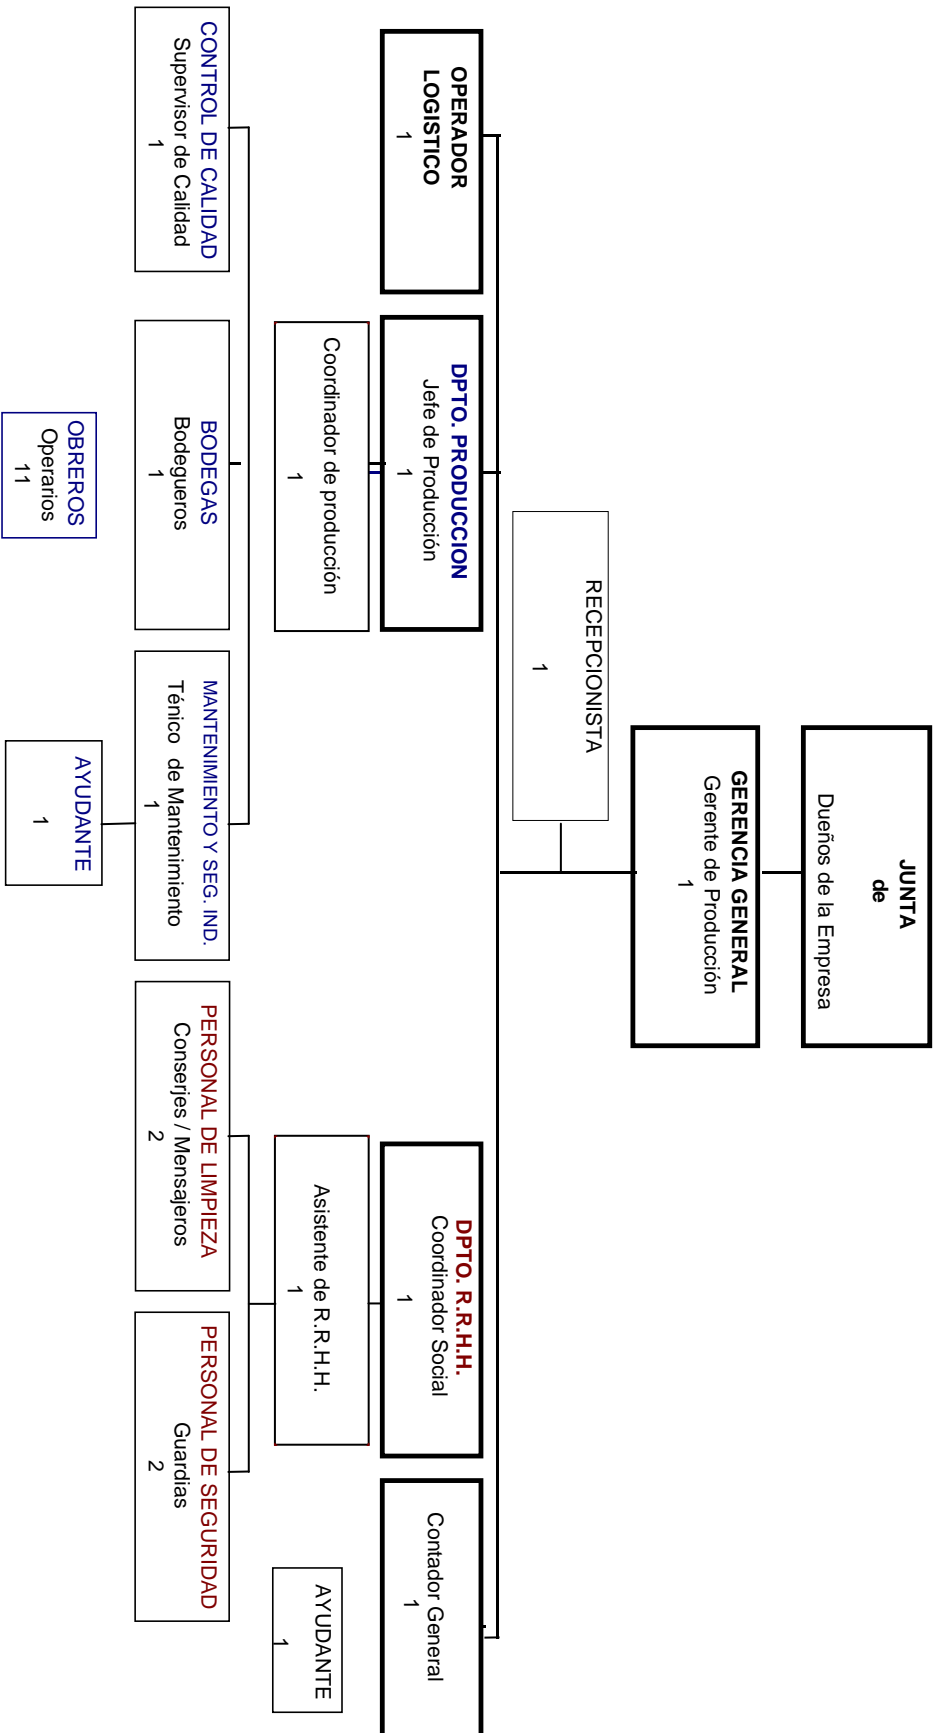 JUNTA
de
Dueños de la Empresa
GERENCIA GENERAL
Gerente de Producción
1
RECEPCIONISTA
1
OPERADOR
LOGISTICO
1
DPTO. PRODUCCION
Jefe de Producción
1
DPTO. R.R.H.H.
Coordinador Social
1
Contador General
1
Coordinador de producción
1
Asistente de R.R.H.H.
1
AYUDANTE
1
CONTROL DE CALIDAD
Supervisor de Calidad
1
BODEGAS
Bodegueros
1
MANTENIMIENTO Y SEG. IND.
Ténico de Mantenimiento
1
PERSONAL DE LIMPIEZA
Conserjes / Mensajeros
2
PERSONAL DE SEGURIDAD
Guardias
2
OBREROS
Operarios
11
AYUDANTE
1